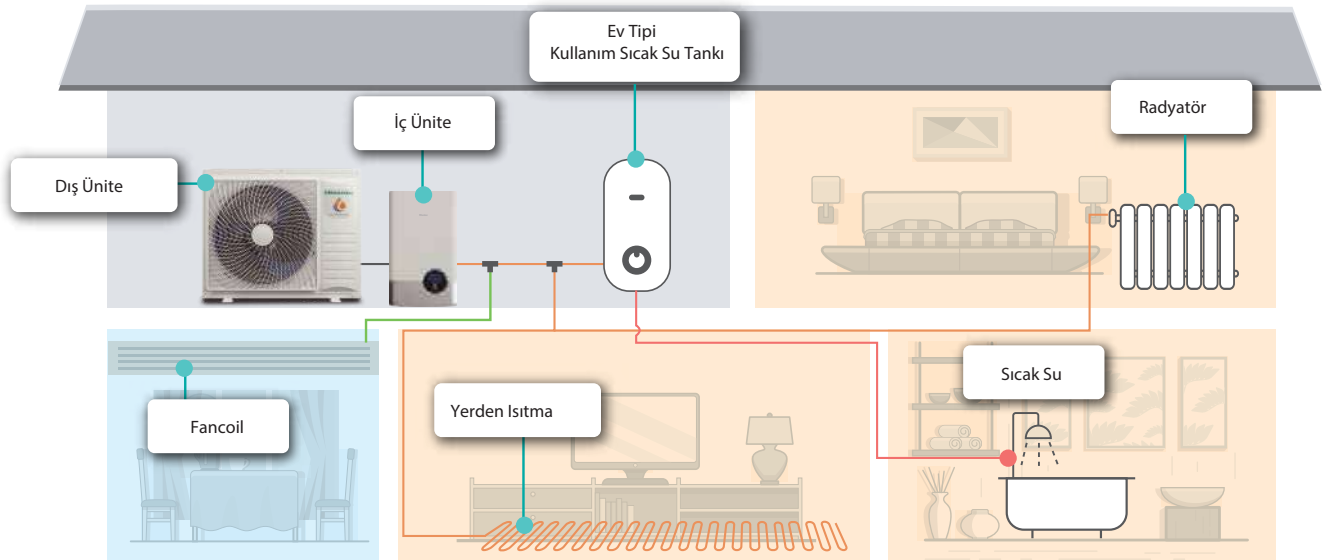 Ev Tipi
Kullanım Sıcak Su Tankı
Radyatör
İç Ünite
Dış Ünite
Sıcak Su
Yerden Isıtma
Fancoil